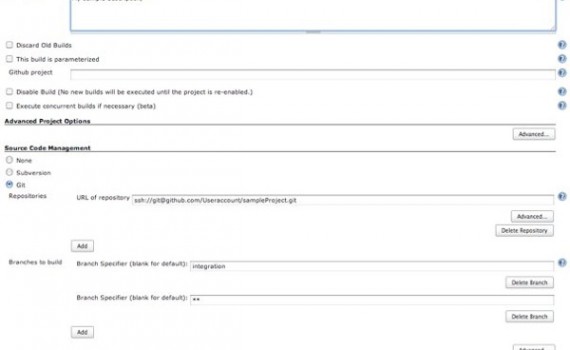 Discard Old Builds
This build is parameterized
Github project
Disable Build (No new builds will be executed until the project is re-enabled.)
Execute concurrent builds if necessary (beta)
Advanced Project Options
Advanced...
Source Code Management
None
Subversion
Git
Repositories
URL of repository ssh://git@github.com/Useraccount/sampleProject.git
Advanced...
Delete Repository
Add
Branches to build
Branch Specifier (blank for default): integration
Delete Branch
Branch Specifier (blank for default): **
Delete Branch
Add
Advanced